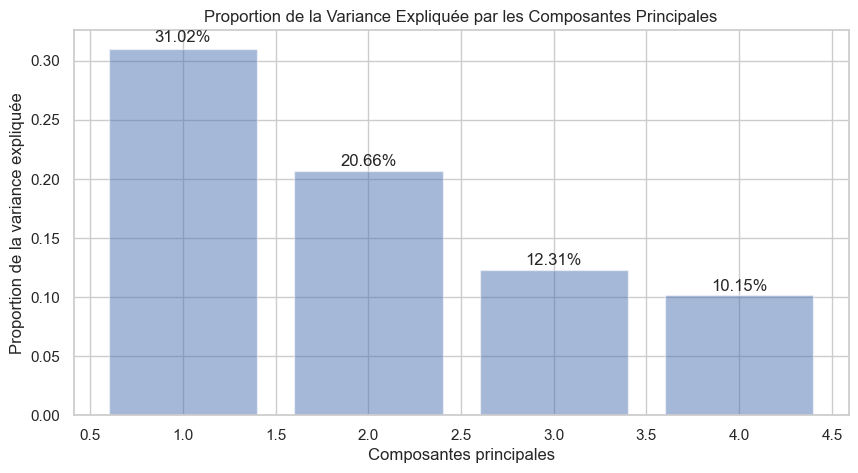 Proportion de la Variance Expliquée par les Composantes Principales
31.02%
20.66%
12.31%
10.15%
Proportion de la variance expliquée
0.30
0.25
0.20
0.15
0.10
0.05
0.00
0.5 1.0 1.5 2.0 2.5 3.0 3.5 4.0 4.5
Composantes principales